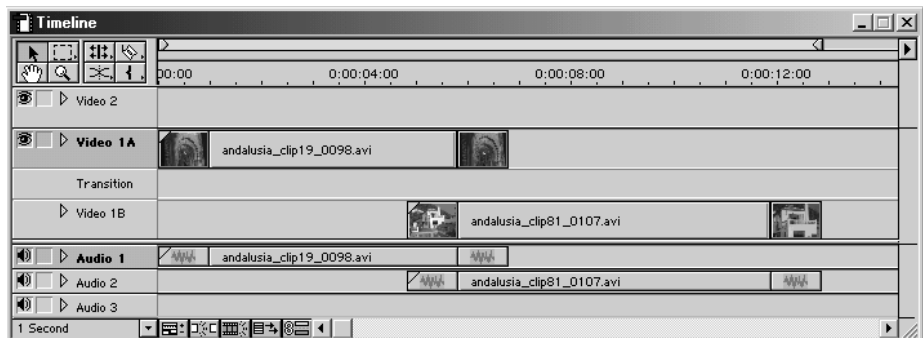 Timeline
00:00 0:00:04:00 0:00:08:00 0:00:12:00
Video 2
Video 1A andalusia_clip19_0098.avi
Transition
Video 1B andalusia_clip81_0107.avi
Audio 1 andalusia_clip19_0098.avi
Audio 2 andalusia_clip81_0107.avi
Audio 3
1 Second